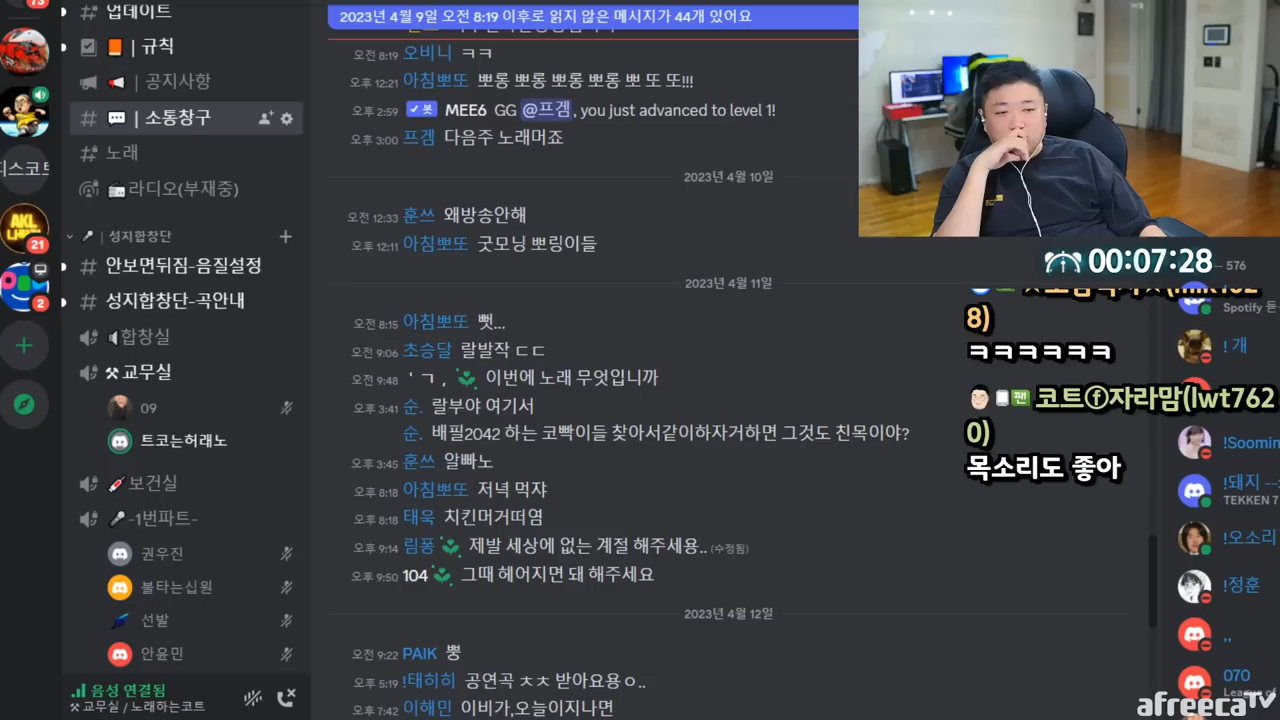 73
업데이트
| 규칙
| 공지사항
| 소통창구
노래
라디오(부재중)
| 성지합창단
안보면뒤짐-음질설정
성지합창단-곡안내
합창실
교무실
09
트코는허래노
보건실
-1번파트-
권우진
불타는십원
선발
안윤민
음성 연결됨
교무실 / 노래하는코트
디스코트
AKL
21
2
2023년 4월 9일 오전 8:19 이후로 읽지 않은 메시지가 44개 있어요
오전 8:19 오비니 ㅋㅋ
오후 12:21 아침뽀또 뽀롱 뽀롱 뽀롱 뽀롱 뽀 또 또!!!
오후 2:59 ✓ 봇 MEE6 GG @프겜, you just advanced to level 1!
오후 3:00 프겜 다음주 노래머죠
2023년 4월 10일
오전 12:33 훈쓰 왜방송안해
오후 12:11 아침뽀또 굿모닝 뽀링이들
2023년 4월 11일
오전 8:15 아침뽀또 뻿...
오전 9:06 초승달 랄발작 ㄷㄷ
오전 9:48 ' ㄱ , 이번에 노래 무엇입니까
오후 3:41 순. 랄부야 여기서
순. 배필2042 하는 코빡이들 찾아서같이하자거하면 그것도 친목이야?
오후 3:45 훈쓰 알빠노
오후 8:18 아침뽀또 저녁 먹쟈
오후 8:18 태욱 치킨머거떠염
오후 9:14 림퐁 제발 세상에 없는 계절 해주세요.. (수정됨)
오후 9:50 104 그때 헤어지면 돼 해주세요
2023년 4월 12일
오전 9:22 PAIK 뿡
오후 5:19 !태히히 공연곡 ㅊㅊ 받아요용ㅇ..
오후 7:42 이해민 이비가,오늘이지나면
00:07:28
576
8)
ㅋㅋㅋㅋㅋㅋ
팬 코트ⓕ자라맘(lwt762
0)
목소리도 좋아
Spotify 듣
! 개
!Soomin
!돼지
TEKKEN 7
!오소리
!정훈
,,
070
League of
afreecaTV